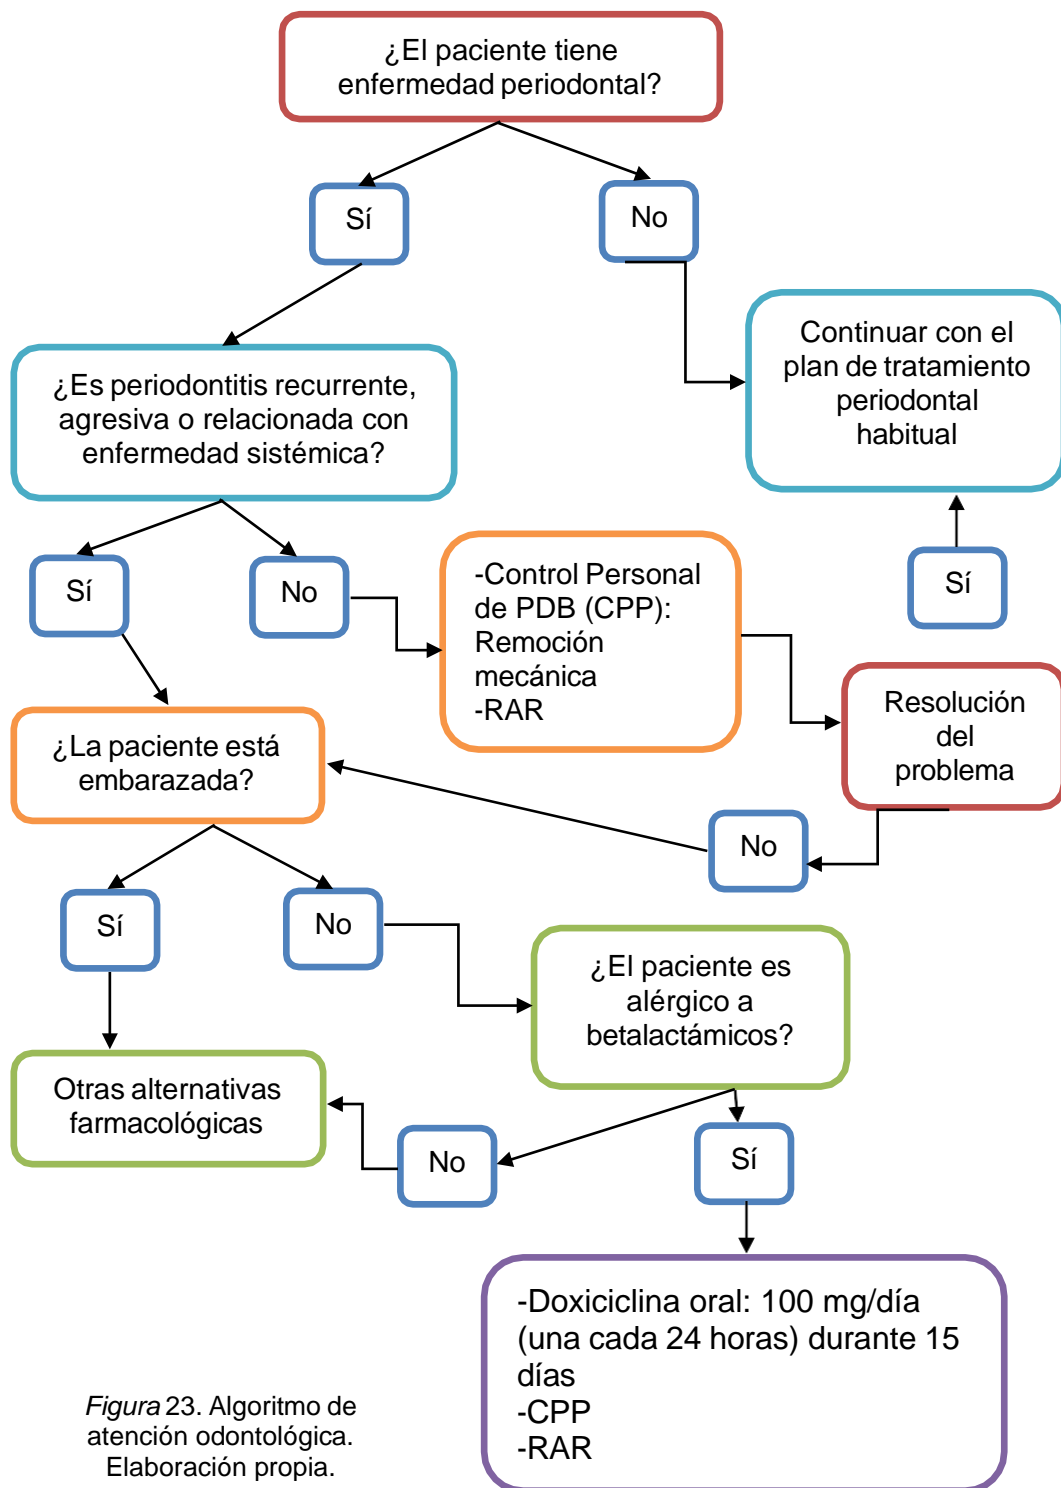 ¿El paciente tiene
enfermedad periodontal?
Sí
No
Continuar con el
plan de tratamiento
periodontal
habitual
¿Es periodontitis recurrente,
agresiva o relacionada con
enfermedad sistémica?
Sí
No
-Control Personal
de PDB (CPP):
Remoción
mecánica
-RAR
Sí
Resolución
del
problema
¿La paciente está
embarazada?
No
Sí
No
¿El paciente es
alérgico a
betalactámicos?
Otras alternativas
farmacológicas
No
Sí
-Doxiciclina oral: 100 mg/día
(una cada 24 horas) durante 15
días
-CPP
-RAR
Figura 23. Algoritmo de
atención odontológica.
Elaboración propia.